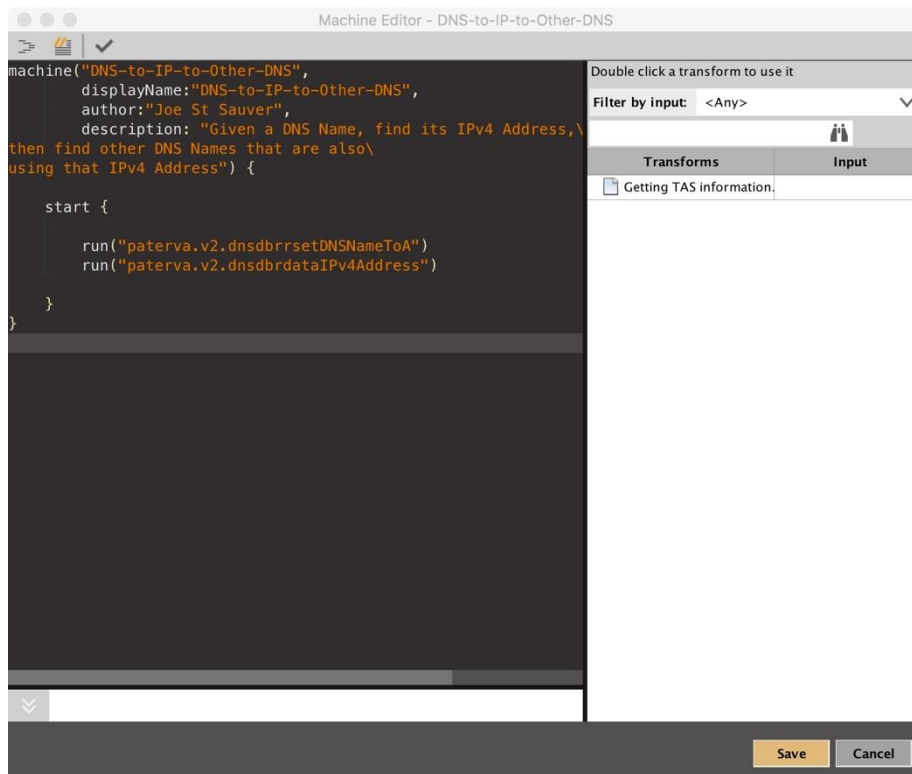 Machine Editor - DNS-to-IP-to-Other-DNS
machine("DNS-to-IP-to-Other-DNS",
displayName:"DNS-to-IP-to-Other-DNS",
author:"Joe St Sauver",
description: "Given a DNS Name, find its IPv4 Address,\
then find other DNS Names that are also\
using that IPv4 Address") {
start {
run("paterva.v2.dnsdbrrsetDNSNameToA")
run("paterva.v2.dnsdbrdataIPv4Address")
}
}
Double click a transform to use it
Filter by input: <Any>
Transforms Input
Getting TAS information.
Save Cancel